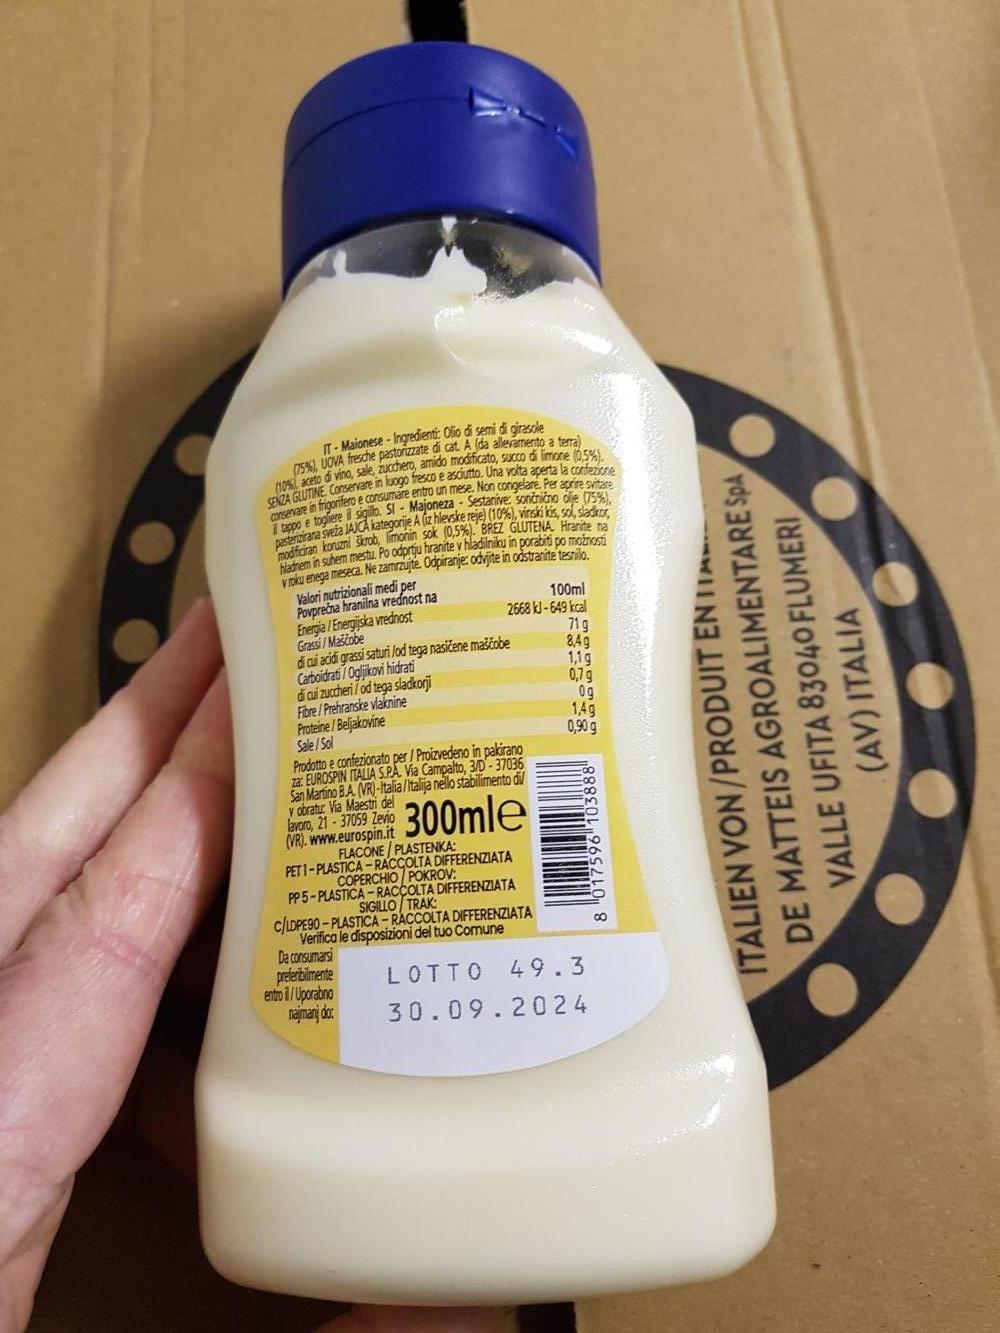 IT - Maionese - Ingredienti: Olio di semi di girasole
(75%), UOVA fresche pastorizzate di cat. A (da allevamento a terra)
(10%), aceto di vino, sale, zucchero, amido modificato, succo di limone (0,5%).
SENZA GLUTINE. Conservare in luogo fresco e asciutto. Una volta aperta la confezione
conservare in frigorifero e consumare entro un mese. Non congelare. Per aprire svitare
il tappo e togliere il sigillo. SI - Majoneza - Sestavine: sončnično olje (75%),
pasterizirana sveža JAJCA kategorije A (iz hlevske reje) (10%), vinski kis, sol, sladkor,
modificiran koruzni škrob, limonin sok (0,5%). BREZ GLUTENA. Hranite na
hladnem in suhem mestu. Po odprtju hranite v hladilniku in porabiti po možnosti
v roku enega meseca. Ne zamrzujte. Odpiranje: odvijte in odstranite tesnilo.
Valori nutrizionali medi per
Povprečna hranilna vrednost na 100ml
Energia / Energijska vrednost 2668 kJ - 649 kcal
Grassi / Maščobe 71 g
di cui acidi grassi saturi /od tega nasičene maščobe 8,4 g
Carboidrati / Ogljikovi hidrati 1,1 g
di cui zuccheri / od tega sladkorji 0,7 g
Fibre / Prehranske vlaknine 0 g
Proteine / Beljakovine 1,4 g
Sale / Sol 0,90 g
Prodotto e confezionato per / Proizvedeno in pakirano
za: EUROSPIN ITALIA S.P.A. Via Campalto, 3/D - 37036
San Martino B.A. (VR)-Italia / Italija nello stabilimento di/
v obratu: Via Maestri del
lavoro, 21 - 37059 Zevio
(VR). www.eurospin.it
300ml e
FLACONE / PLASTENKA:
PET 1 - PLASTICA - RACCOLTA DIFFERENZIATA
COPERCHIO / POKROV:
PP 5 - PLASTICA - RACCOLTA DIFFERENZIATA
SIGILLO / TRAK:
C/LDPE90 - PLASTICA - RACCOLTA DIFFERENZIATA
Verifica le disposizioni del tuo Comune
8 017596 103888
Da consumarsi
preferibilmente
entro il / Uporabno
najmanj do:
LOTTO 49.3
30.09.2024
ITALIEN VON / PRODUIT EN ITAL
DE MATTEIS AGROALIMENTARE SpA
VALLE UFITA 83040 FLUMERI
(AV) ITALIA